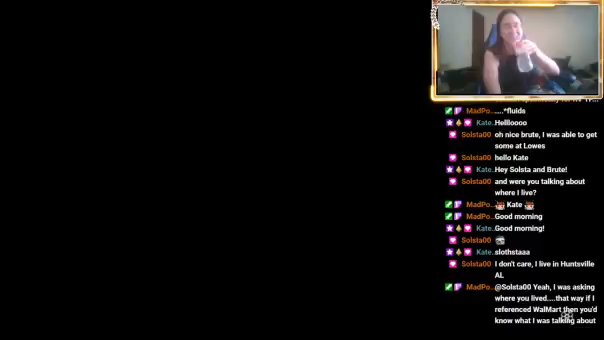 MadPo... ....*fluids
Kate. Hellloooo
Solsta00 oh nice brute, I was able to
get some at Lowes
Solsta00 hello Kate
Kate. Hey Solsta and Brute!
Solsta00 and were you talking about
where I live?
MadPo... Kate
MadPo... Good morning
Kate. Good morning!
Solsta00
Kate. slothstaaa
Solsta00 I don't care, I live in Huntsville
AL
MadPo... @Solsta00 Yeah, I was asking
where you lived....that way if I
referenced WalMart then you'd
know what I was talking about